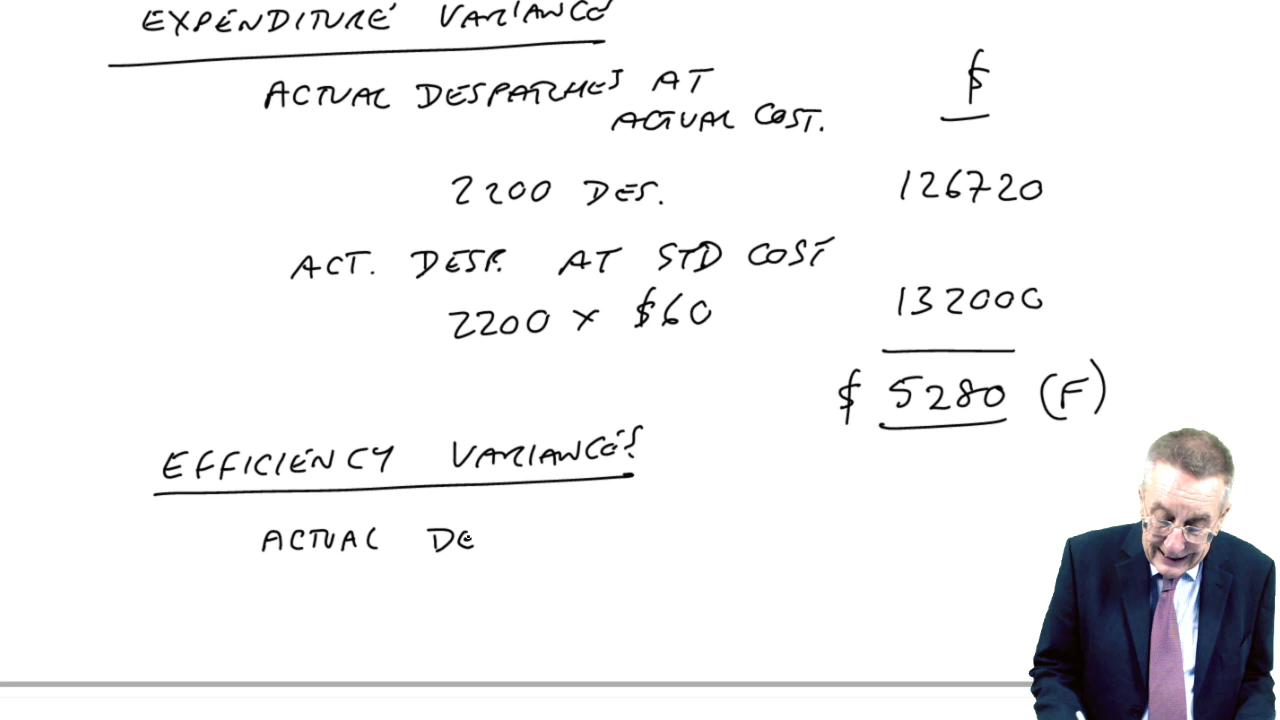 EXPENDITURE VARIANCE
ACTUAL DESPATCHES AT
ACTUAL COST.
$
2200 DES.
126720
ACT. DESP. AT STD COST
2200 × $60
132000
$ 5280 (F)
EFFICIENCY VARIANCES
ACTUAL DE